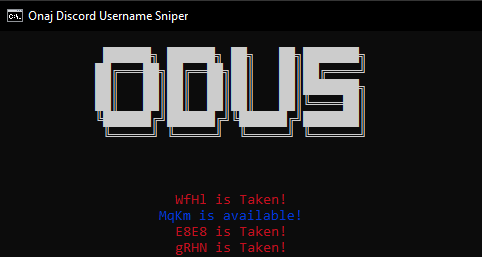 Onaj Discord Username Sniper
ODUS
WfHl is Taken!
MqKm is available!
E8E8 is Taken!
gRHN is Taken!